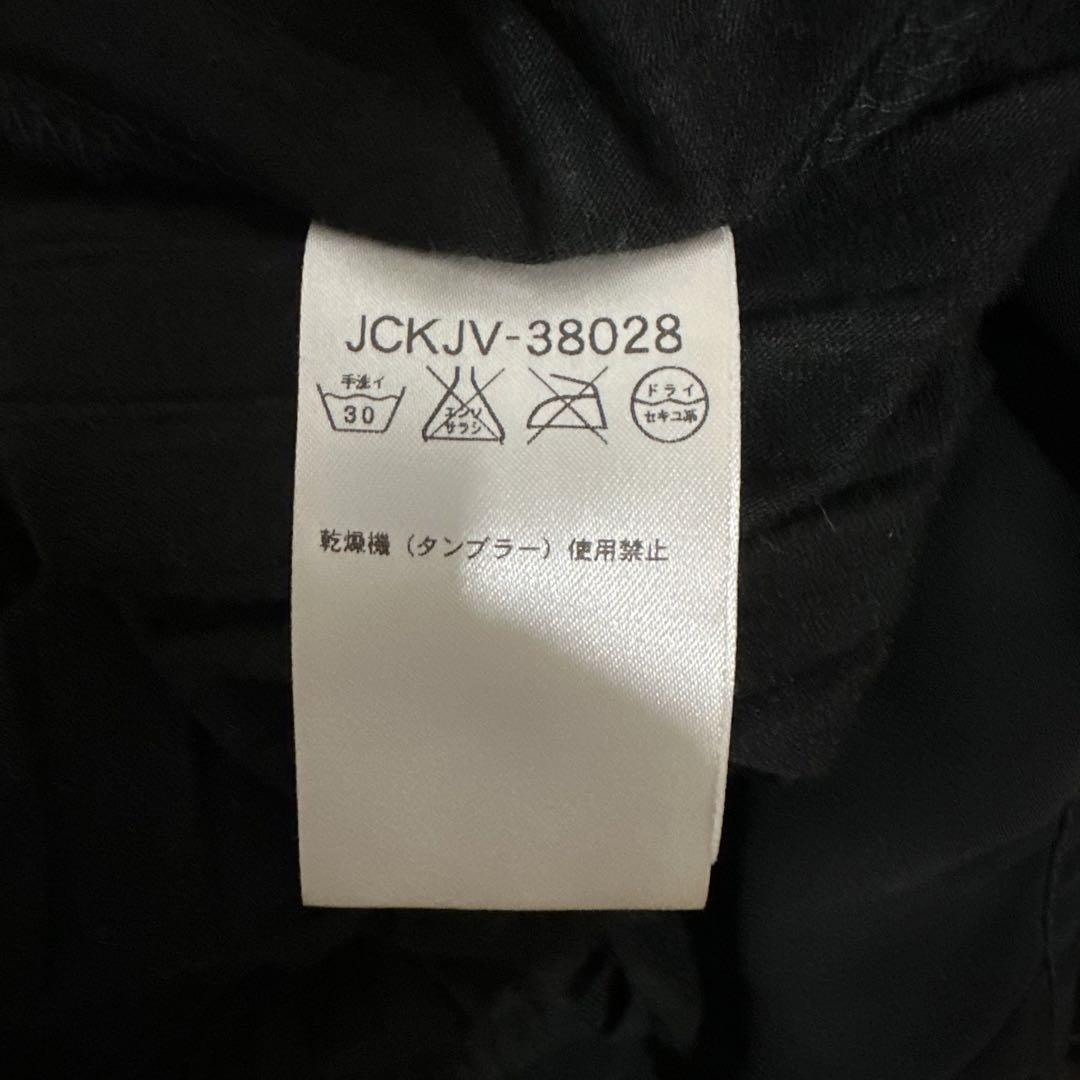 JCKJV-38028
手洗イ
30
エンソ
サラシ
ドライ
セキユ系
乾燥機（タンブラー）使用禁止